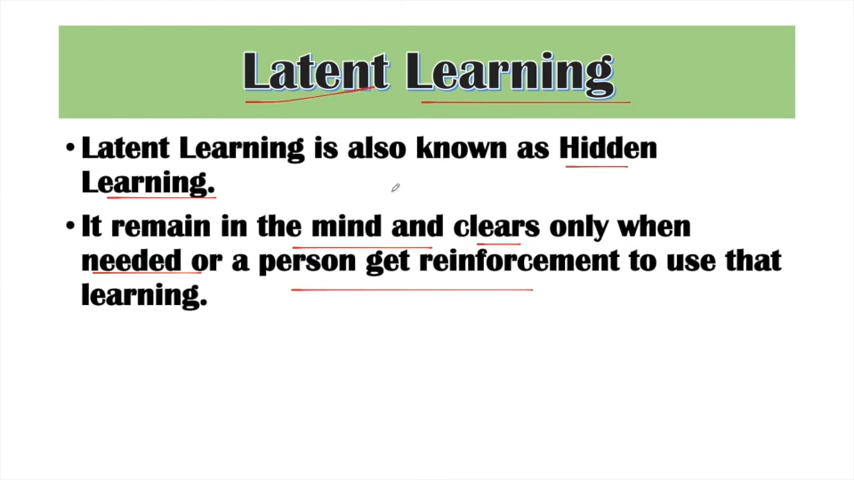 Latent Learning
• Latent Learning is also known as Hidden
Learning.
• It remain in the mind and clears only when
needed or a person get reinforcement to use that
learning.